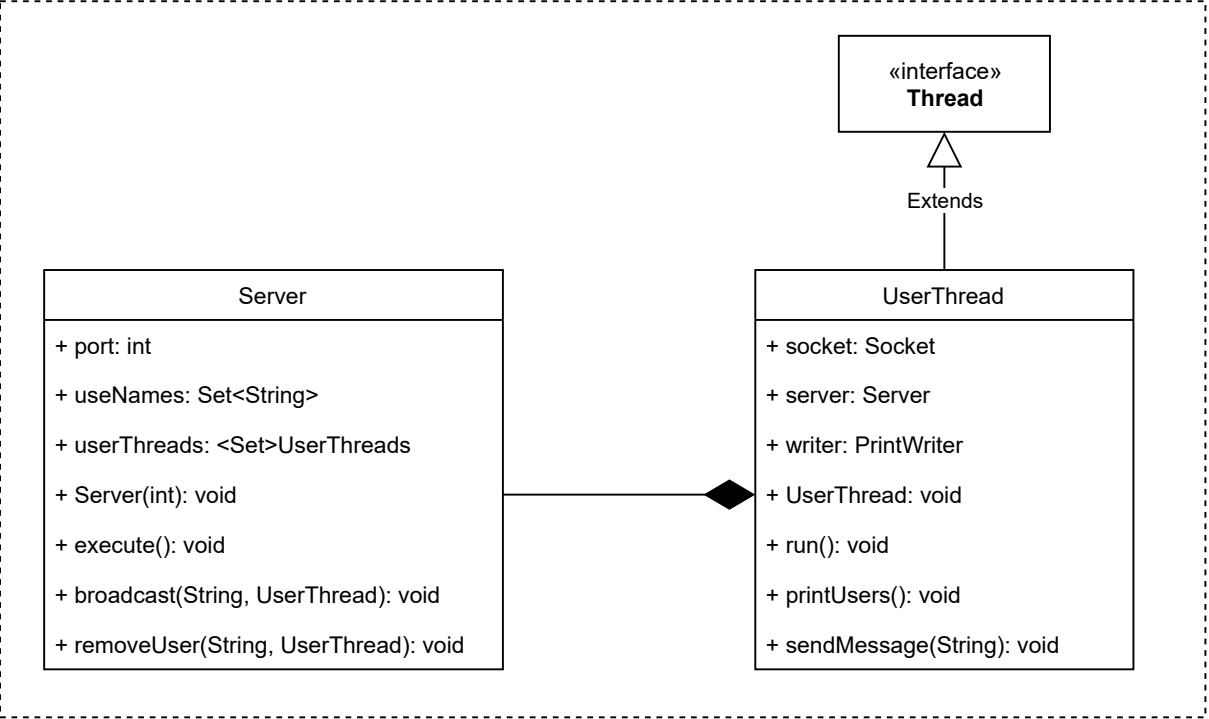 «interface»
Thread
Extends
Server
+ port: int
+ useNames: Set<String>
+ userThreads: <Set>UserThreads
+ Server(int): void
+ execute(): void
+ broadcast(String, UserThread): void
+ removeUser(String, UserThread): void
UserThread
+ socket: Socket
+ server: Server
+ writer: PrintWriter
+ UserThread: void
+ run(): void
+ printUsers(): void
+ sendMessage(String): void